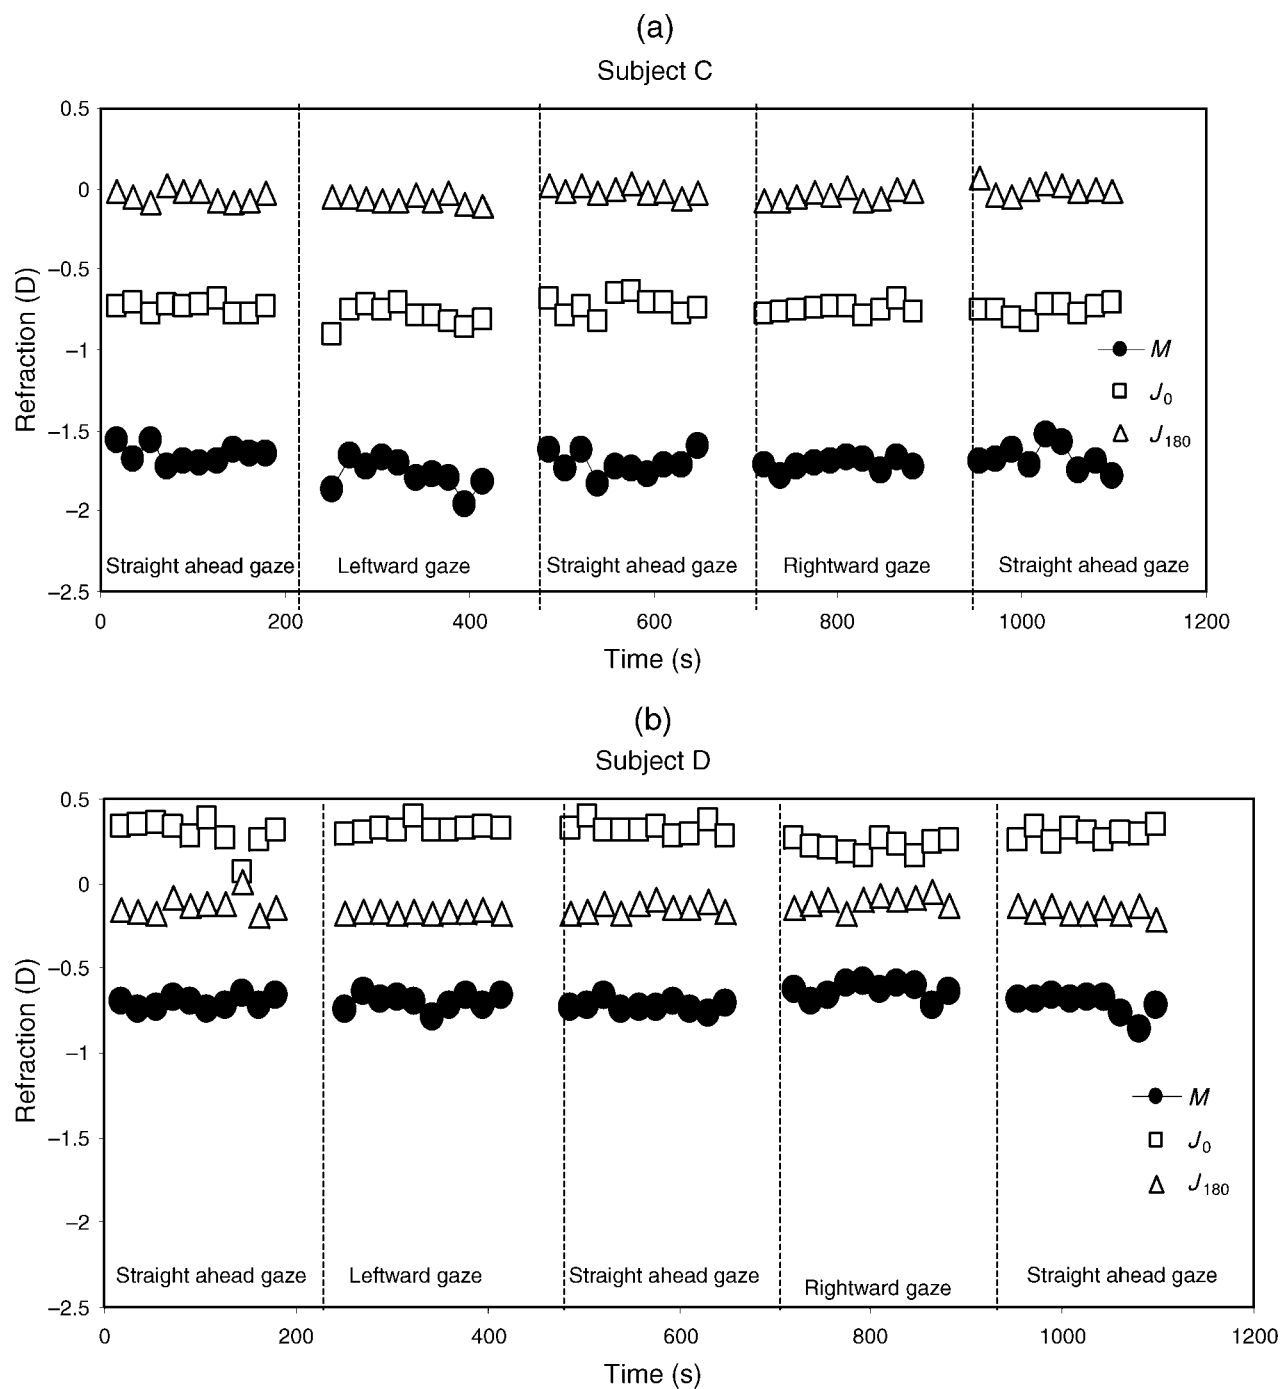 (a)
Subject C
Refraction (D)
0.5
0
−0.5
−1
−1.5
−2
−2.5
M
J0
J180
Straight ahead gaze
Leftward gaze
Straight ahead gaze
Rightward gaze
Straight ahead gaze
0
200
400
600
800
1000
1200
Time (s)
(b)
Subject D
Refraction (D)
0.5
0
−0.5
−1
−1.5
−2
−2.5
M
J0
J180
Straight ahead gaze
Leftward gaze
Straight ahead gaze
Rightward gaze
Straight ahead gaze
0
200
400
600
800
1000
1200
Time (s)